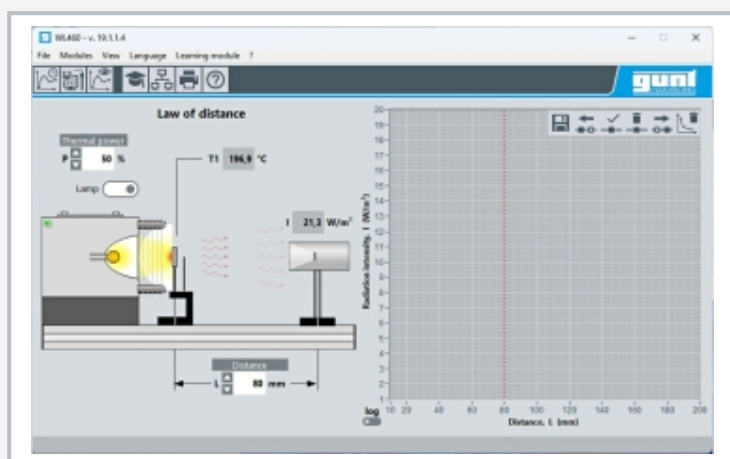 WL460 - v. 19.1.1.4
File Modules View Language Learning module ?
gunt
Law of distance
Thermal power
P 50 %
T1 196,9 °C
Lamp
I 21,3 W/m²
Distance
L 80 mm
Radiation intensity, I (W/m²)
20
19
18
17
16
15
14
13
12
11
10
9
8
7
6
5
4
3
2
1
log
10 20 40 60 80 100 120 140 160 180 200
Distance, L (mm)